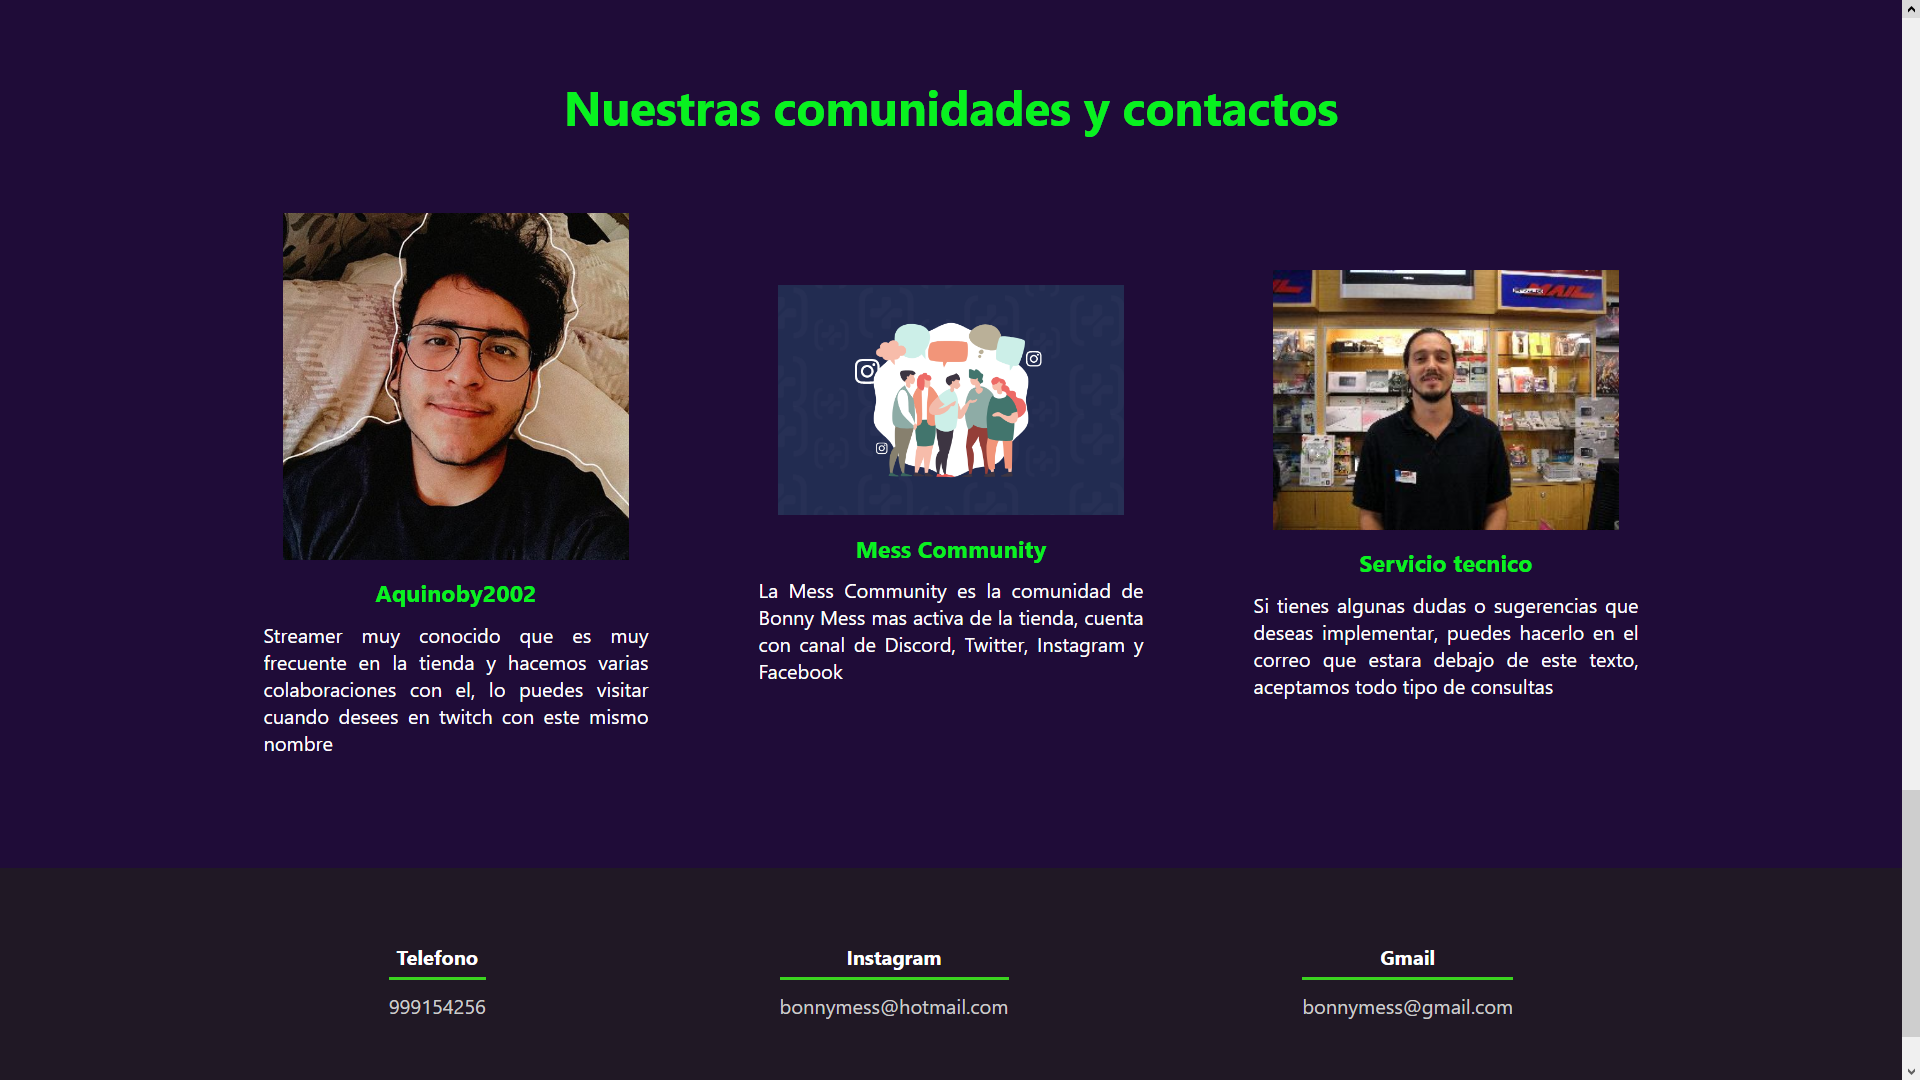 Nuestras comunidades y contactos
MAIL
Aquinoby2002
Streamer muy conocido que es muy
frecuente en la tienda y hacemos varias
colaboraciones con el, lo puedes visitar
cuando desees en twitch con este mismo
nombre
Mess Community
La Mess Community es la comunidad de
Bonny Mess mas activa de la tienda, cuenta
con canal de Discord, Twitter, Instagram y
Facebook
Servicio tecnico
Si tienes algunas dudas o sugerencias que
deseas implementar, puedes hacerlo en el
correo que estara debajo de este texto,
aceptamos todo tipo de consultas
Telefono
999154256
Instagram
bonnymess@hotmail.com
Gmail
bonnymess@gmail.com